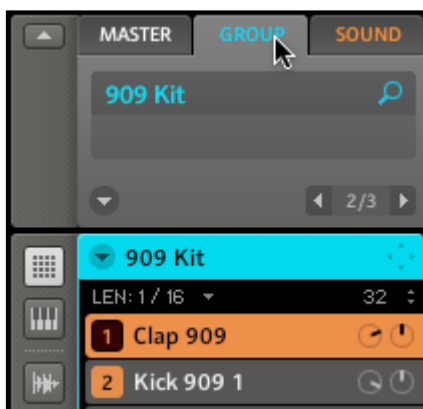 MASTER GROUP SOUND
909 Kit
2/3
909 Kit
LEN: 1 / 16 32
1 Clap 909
2 Kick 909 1